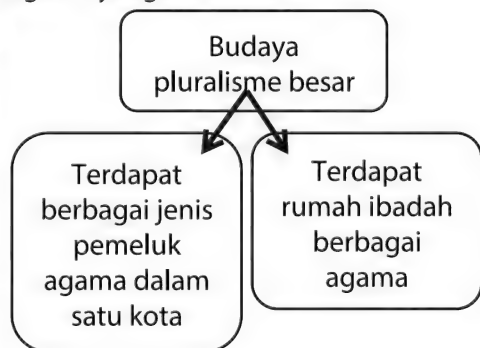 Budaya
pluralisme besar
Terdapat
berbagai jenis
pemeluk
agama dalam
satu kota
Terdapat
rumah ibadah
berbagai
agama